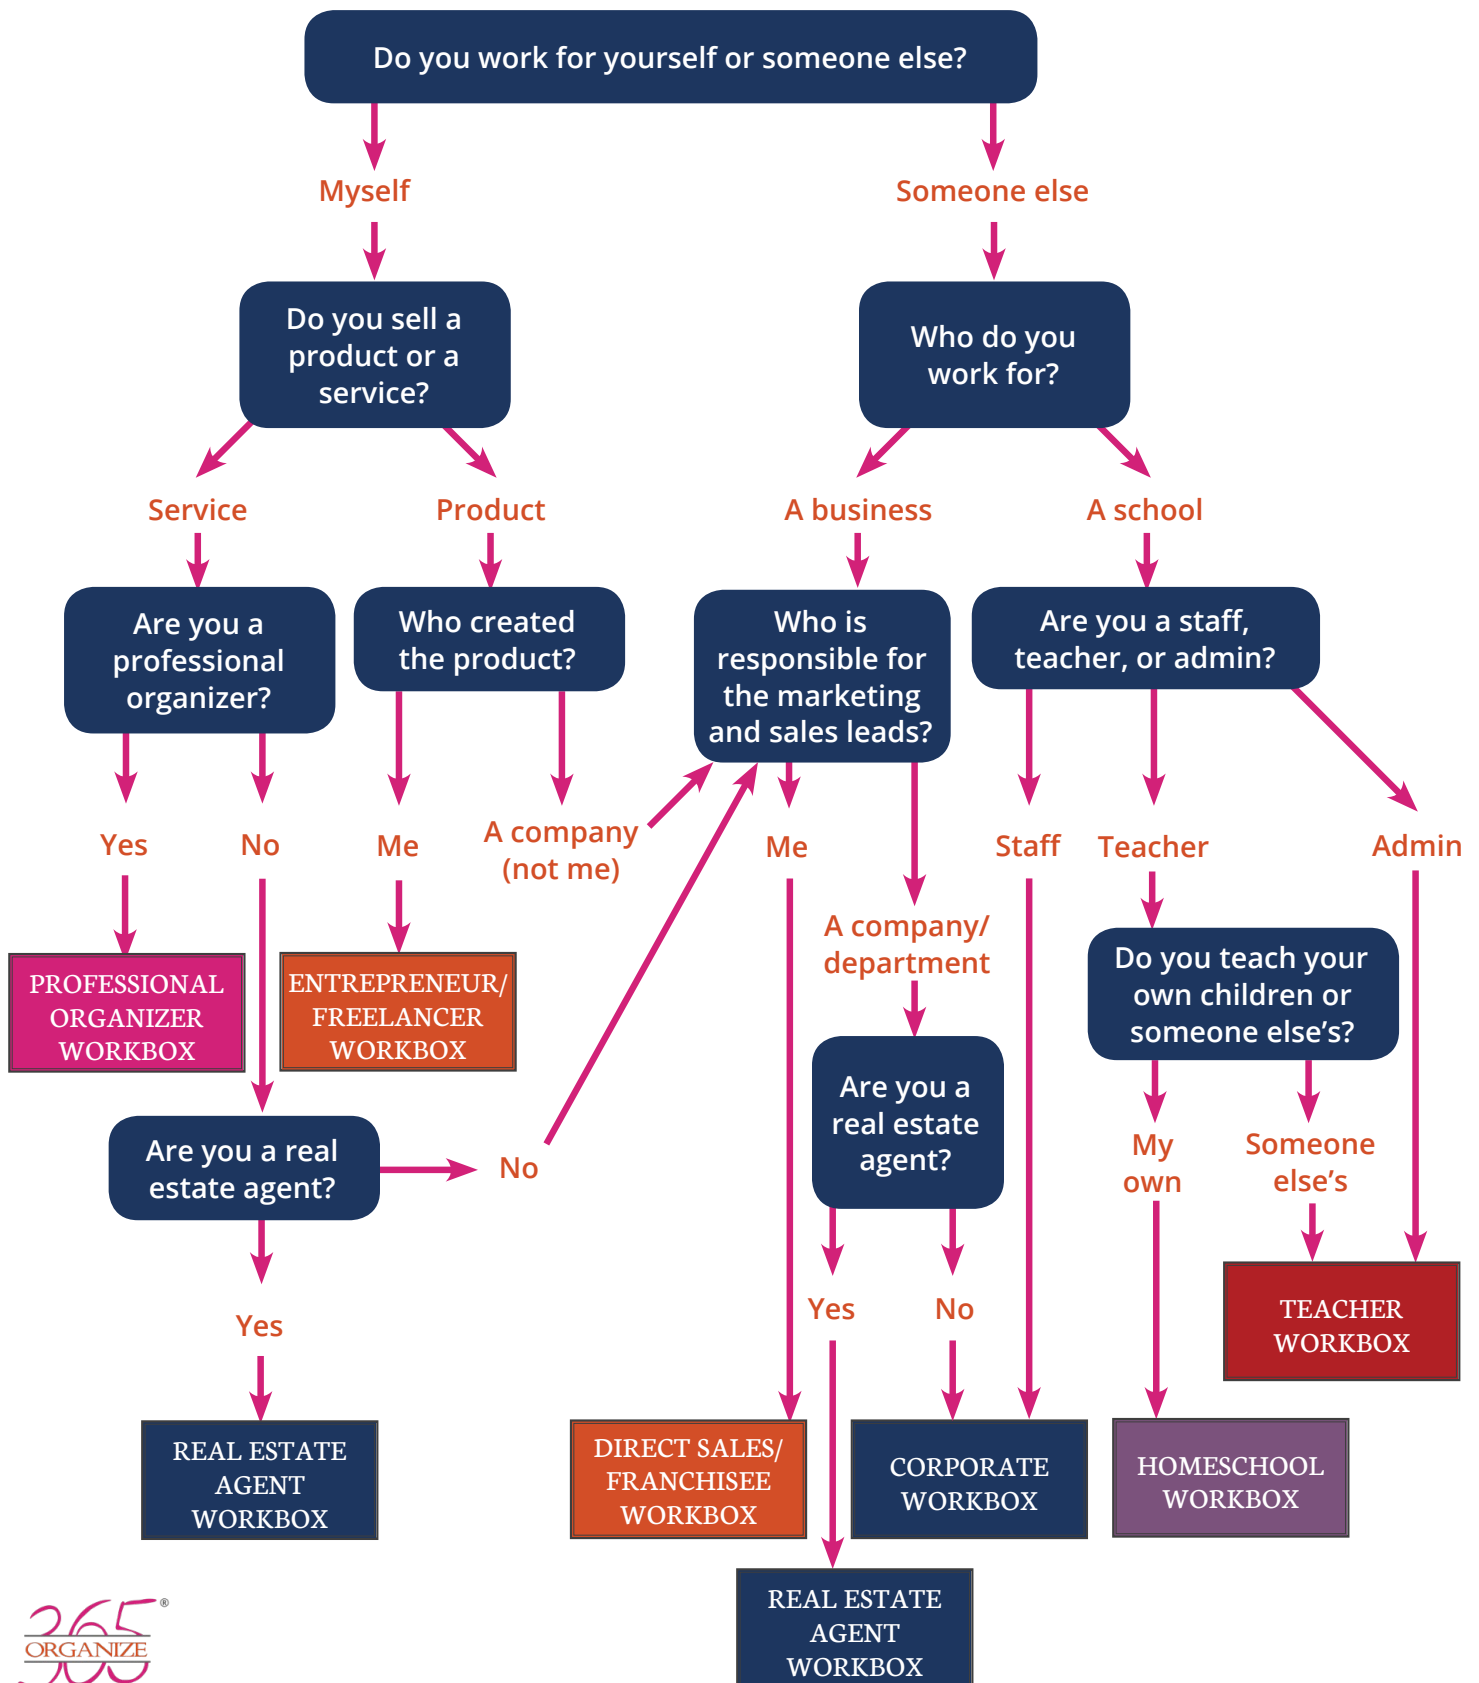 Do you work for yourself or someone else?
Myself
Someone else
Do you sell a
product or a
service?
Who do you
work for?
Service
Product
A business
A school
Are you a
professional
organizer?
Who created
the product?
Who is
responsible for
the marketing
and sales leads?
Are you a staff,
teacher, or admin?
Yes
No
Me
A company
(not me)
Me
Staff
Teacher
Admin
A company/
department
PROFESSIONAL
ORGANIZER
WORKBOX
ENTREPRENEUR/
FREELANCER
WORKBOX
Do you teach your
own children or
someone else’s?
Are you a
real estate
agent?
Are you a real
estate agent?
No
My
own
Someone
else’s
Yes
Yes
No
TEACHER
WORKBOX
REAL ESTATE
AGENT
WORKBOX
DIRECT SALES/
FRANCHISEE
WORKBOX
CORPORATE
WORKBOX
HOMESCHOOL
WORKBOX
REAL ESTATE
AGENT
WORKBOX
365®
ORGANIZE